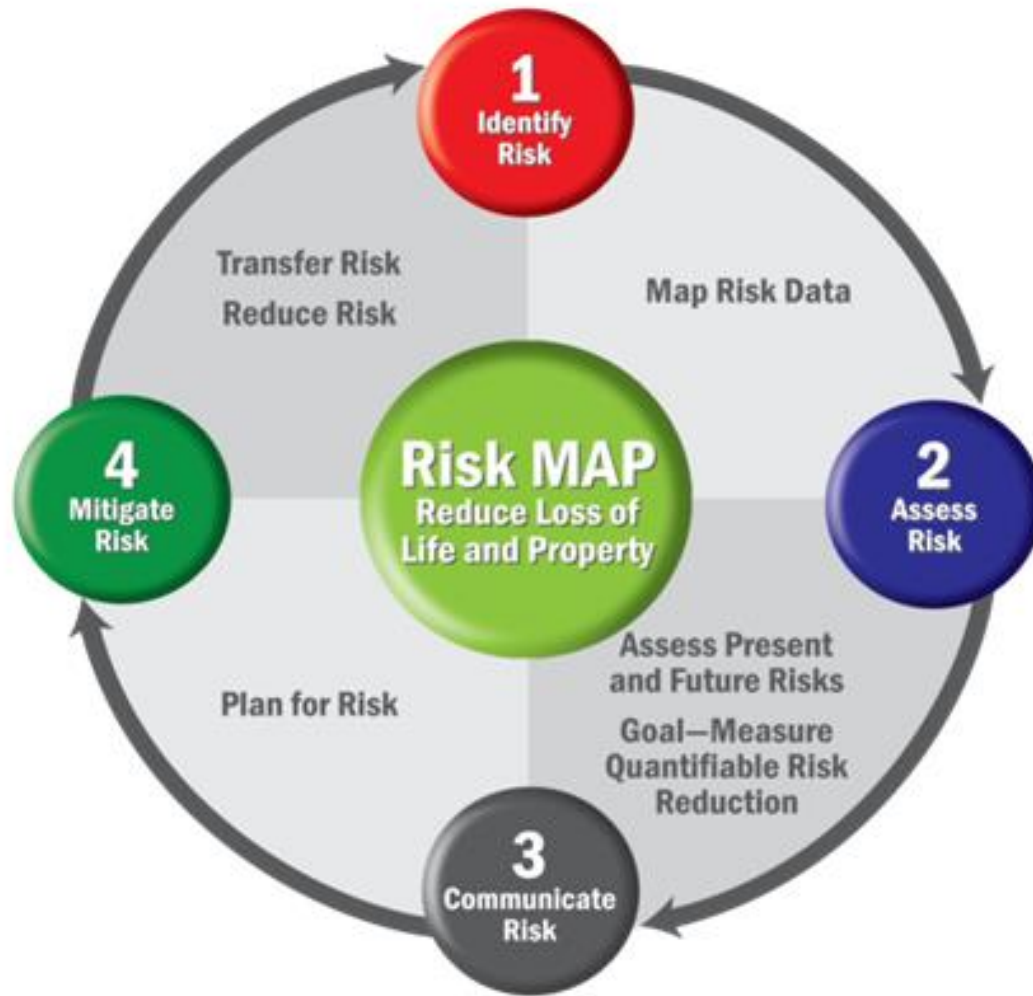 1
Identify
Risk
Transfer Risk
Reduce Risk
Map Risk Data
4
Mitigate
Risk
Risk MAP
Reduce Loss of
Life and Property
2
Assess
Risk
Plan for Risk
Assess Present
and Future Risks
Goal—Measure
Quantifiable Risk
Reduction
3
Communicate
Risk